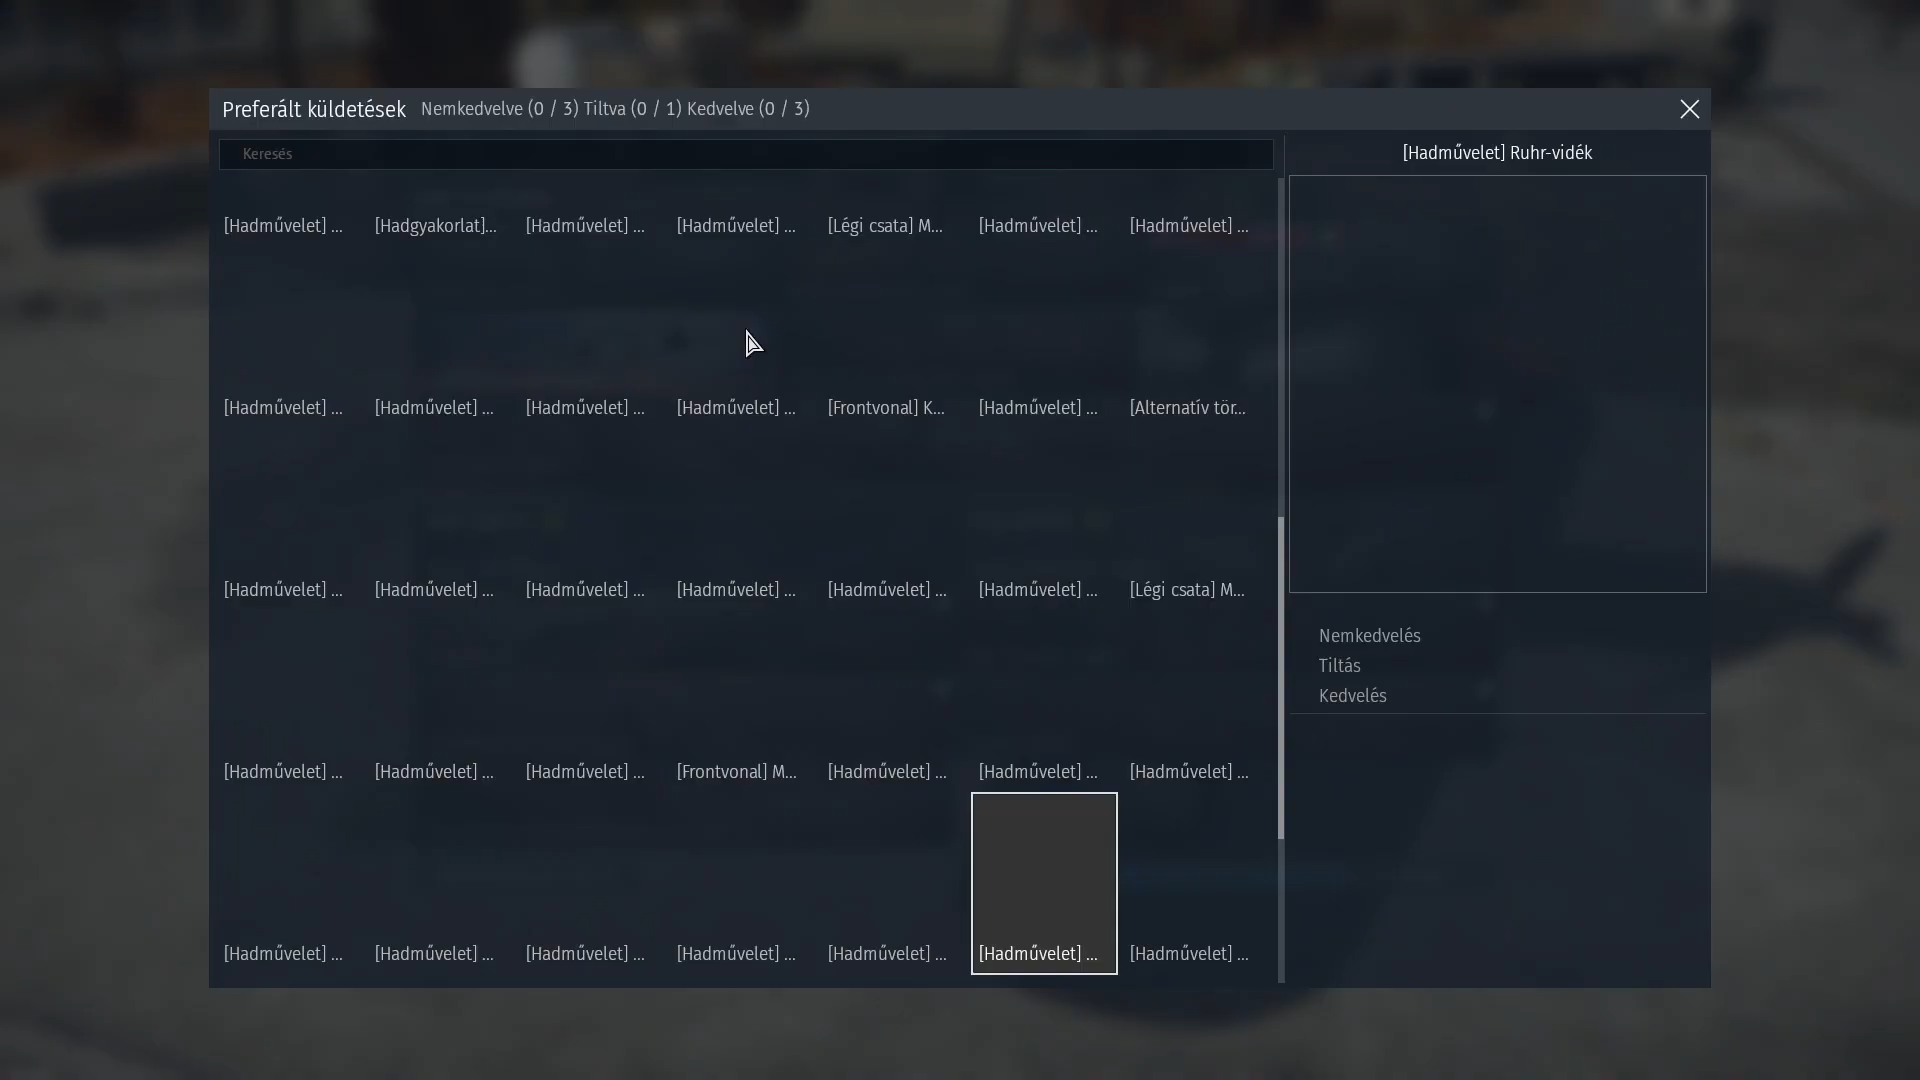 Preferált küldetések Nemkedvelve (0 / 3) Tiltva (0 / 1) Kedvelve (0 / 3)
Keresés
[Hadművelet] ... [Hadgyakorlat]... [Hadművelet] ... [Hadművelet] ... [Légi csata] M... [Hadművelet] ... [Hadművelet] ...
[Hadművelet] ... [Hadművelet] ... [Hadművelet] ... [Hadművelet] ... [Frontvonal] K... [Hadművelet] ... [Alternatív tör...
[Hadművelet] ... [Hadművelet] ... [Hadművelet] ... [Hadművelet] ... [Hadművelet] ... [Hadművelet] ... [Légi csata] M...
[Hadművelet] ... [Hadművelet] ... [Hadművelet] ... [Frontvonal] M... [Hadművelet] ... [Hadművelet] ... [Hadművelet] ...
[Hadművelet] ... [Hadművelet] ... [Hadművelet] ... [Hadművelet] ... [Hadművelet] ... [Hadművelet] ... [Hadművelet] ...
[Hadművelet] Ruhr-vidék
Nemkedvelés
Tiltás
Kedvelés